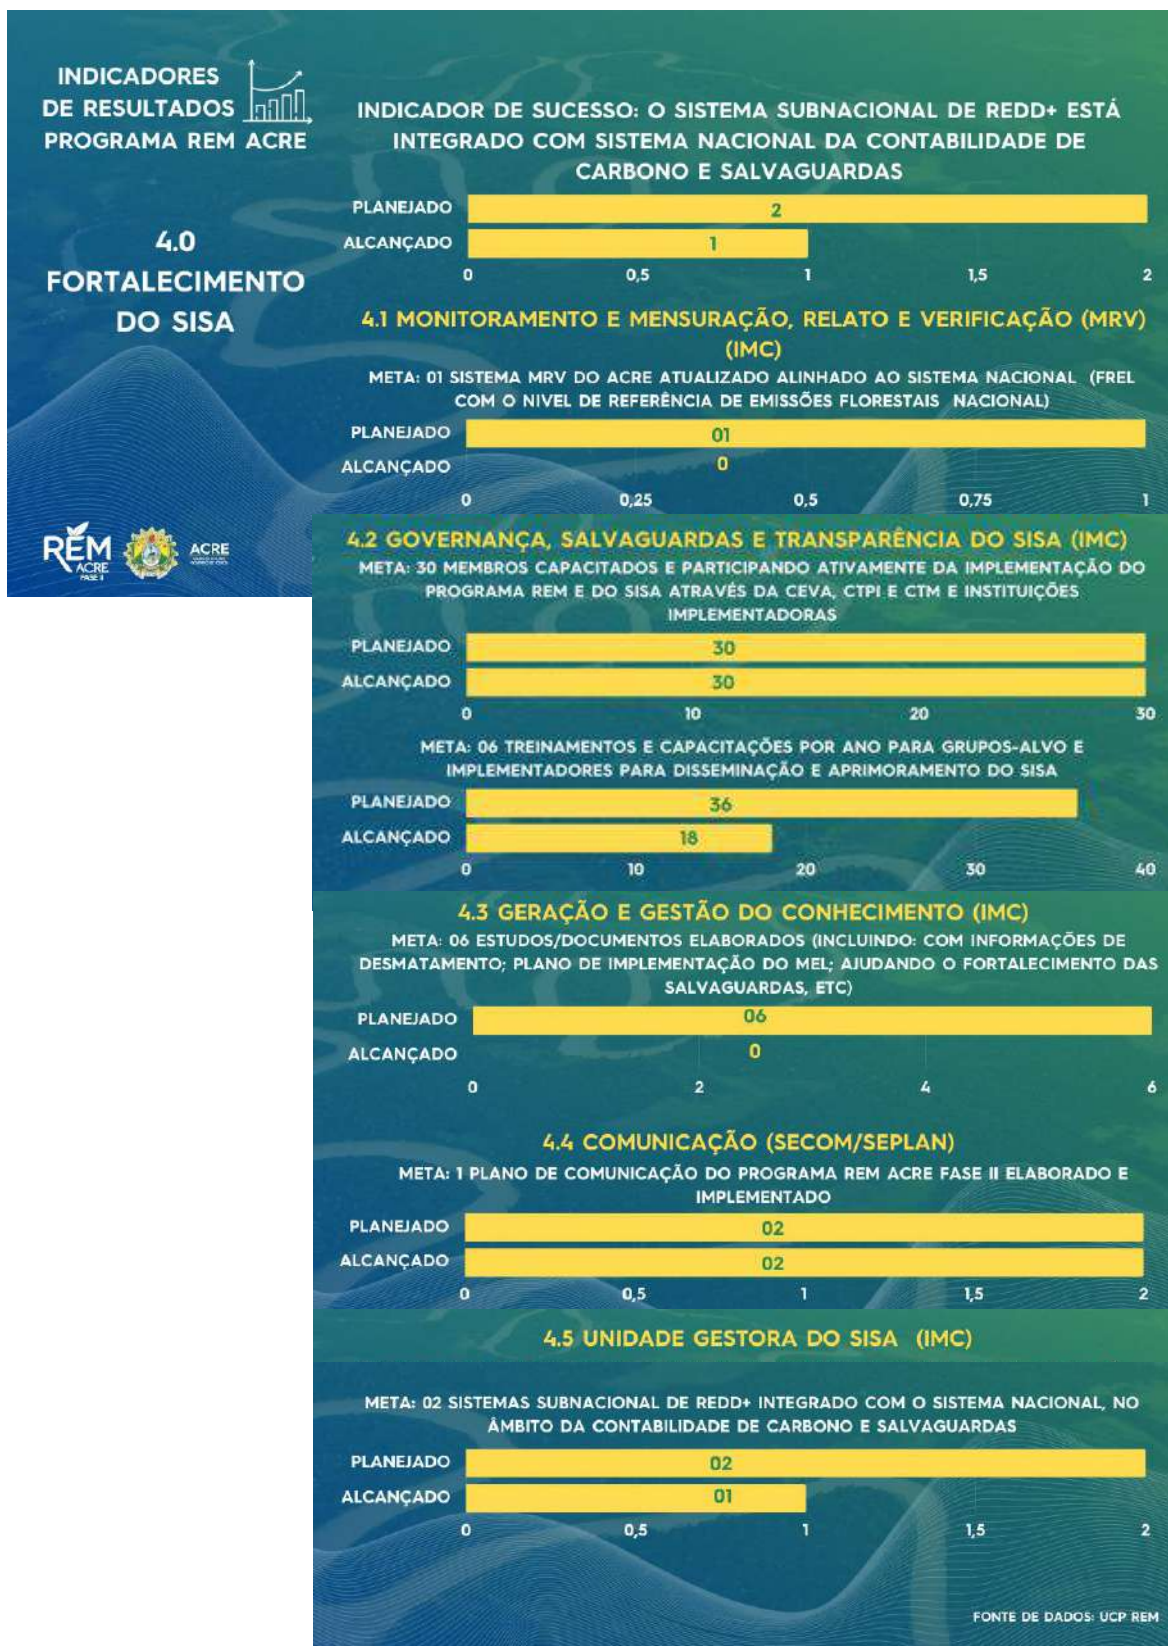 INDICADORES
DE RESULTADOS
PROGRAMA REM ACRE
4.0
FORTALECIMENTO
DO SISA
INDICADOR DE SUCESSO: O SISTEMA SUBNACIONAL DE REDD+ ESTÁ
INTEGRADO COM SISTEMA NACIONAL DA CONTABILIDADE DE
CARBONO E SALVAGUARDAS
PLANEJADO 2
ALCANÇADO 1
0 0,5 1 1,5 2
4.1 MONITORAMENTO E MENSURAÇÃO, RELATO E VERIFICAÇÃO (MRV)
(IMC)
META: 01 SISTEMA MRV DO ACRE ATUALIZADO ALINHADO AO SISTEMA NACIONAL (FREL
COM O NIVEL DE REFERÊNCIA DE EMISSÕES FLORESTAIS NACIONAL)
PLANEJADO 01
ALCANÇADO 0
0 0,25 0,5 0,75 1
REM
ACRE
FASE II
ACRE
4.2 GOVERNANÇA, SALVAGUARDAS E TRANSPARÊNCIA DO SISA (IMC)
META: 30 MEMBROS CAPACITADOS E PARTICIPANDO ATIVAMENTE DA IMPLEMENTAÇÃO DO
PROGRAMA REM E DO SISA ATRAVÉS DA CEVA, CTPI E CTM E INSTITUIÇÕES
IMPLEMENTADORAS
PLANEJADO 30
ALCANÇADO 30
0 10 20 30
META: 06 TREINAMENTOS E CAPACITAÇÕES POR ANO PARA GRUPOS-ALVO E
IMPLEMENTADORES PARA DISSEMINAÇÃO E APRIMORAMENTO DO SISA
PLANEJADO 36
ALCANÇADO 18
0 10 20 30 40
4.3 GERAÇÃO E GESTÃO DO CONHECIMENTO (IMC)
META: 06 ESTUDOS/DOCUMENTOS ELABORADOS (INCLUINDO: COM INFORMAÇÕES DE
DESMATAMENTO; PLANO DE IMPLEMENTAÇÃO DO MEL; AJUDANDO O FORTALECIMENTO DAS
SALVAGUARDAS, ETC)
PLANEJADO 06
ALCANÇADO 0
0 2 4 6
4.4 COMUNICAÇÃO (SECOM/SEPLAN)
META: 1 PLANO DE COMUNICAÇÃO DO PROGRAMA REM ACRE FASE II ELABORADO E
IMPLEMENTADO
PLANEJADO 02
ALCANÇADO 02
0 0,5 1 1,5 2
4.5 UNIDADE GESTORA DO SISA (IMC)
META: 02 SISTEMAS SUBNACIONAL DE REDD+ INTEGRADO COM O SISTEMA NACIONAL, NO
ÂMBITO DA CONTABILIDADE DE CARBONO E SALVAGUARDAS
PLANEJADO 02
ALCANÇADO 01
0 0,5 1 1,5 2
FONTE DE DADOS: UCP REM